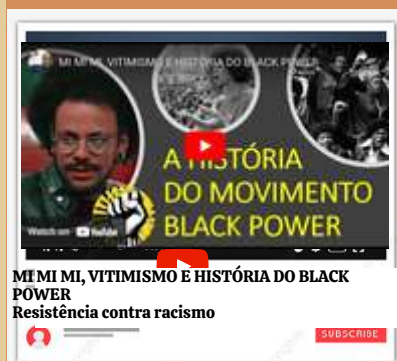 MI MI MI, VITIMISMO E HISTÓRIA DO BLACK POWER
A HISTÓRIA
DO MOVIMENTO
BLACK POWER
Watch on YouTube
MI MI MI, VITIMISMO E HISTÓRIA DO BLACK
POWER
Resistência contra racismo
SUBSCRIBE